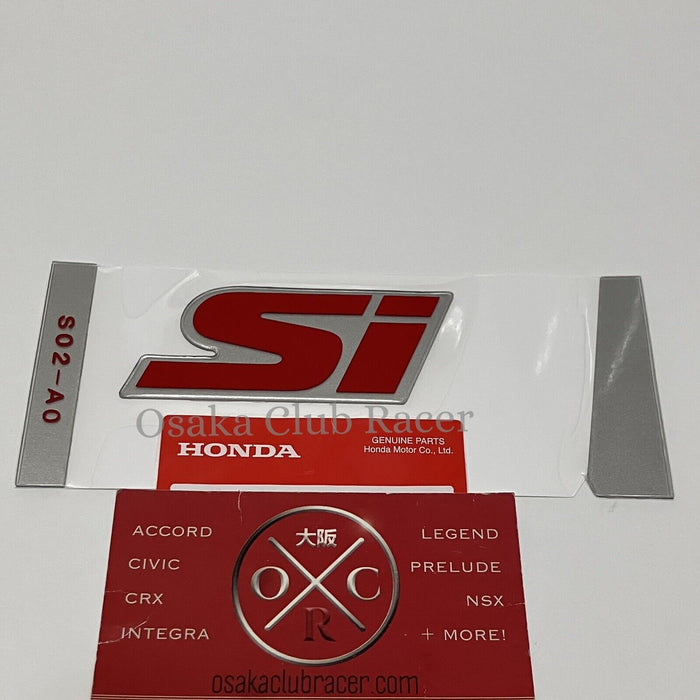 Si
S02-A0
Osaka Club Racer
HONDA
GENUINE PARTS
Honda Motor Co., Ltd.
ACCORD
CIVIC
CRX
INTEGRA
大阪
O C
R
LEGEND
PRELUDE
NSX
+ MORE!
osakaclubracer.com